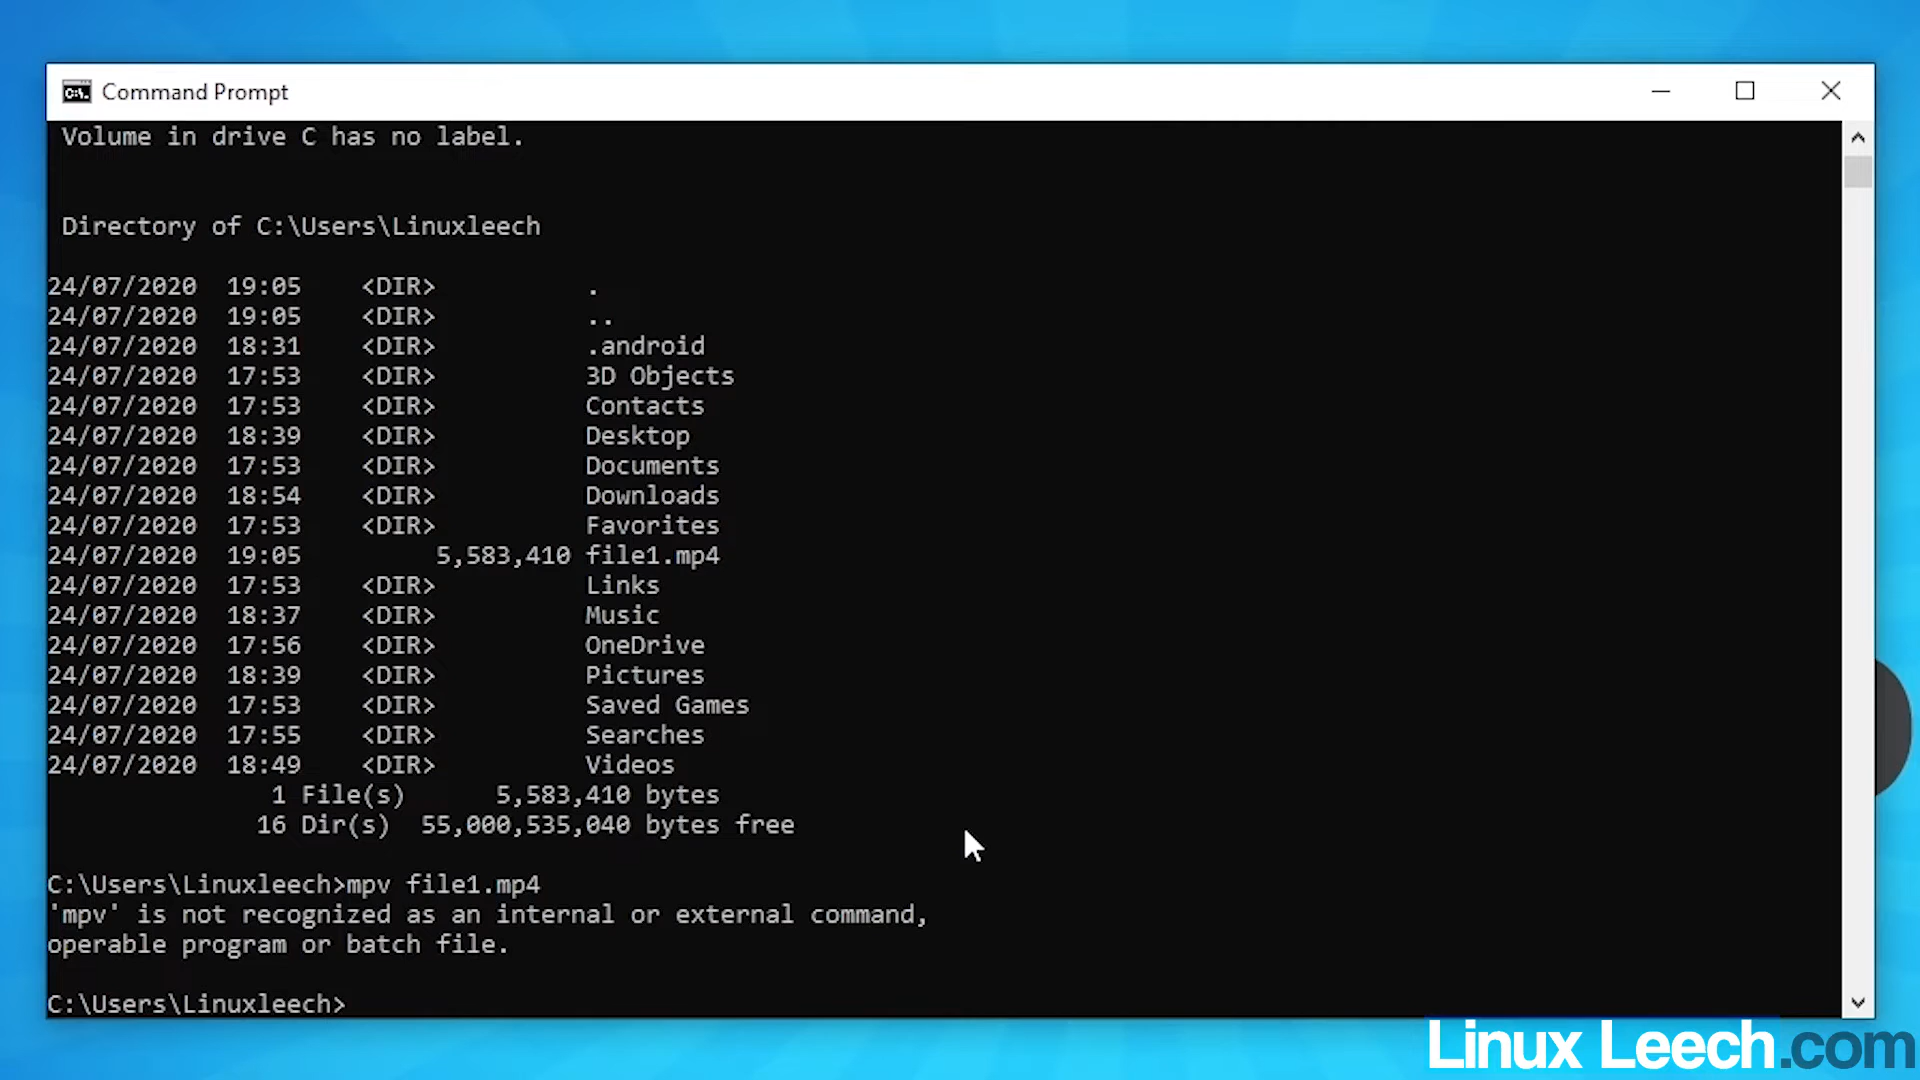 Command Prompt
Volume in drive C has no label.
Directory of C:\Users\Linuxleech
24/07/2020  19:05    <DIR>          .
24/07/2020  19:05    <DIR>          ..
24/07/2020  18:31    <DIR>          .android
24/07/2020  17:53    <DIR>          3D Objects
24/07/2020  17:53    <DIR>          Contacts
24/07/2020  18:39    <DIR>          Desktop
24/07/2020  17:53    <DIR>          Documents
24/07/2020  18:54    <DIR>          Downloads
24/07/2020  17:53    <DIR>          Favorites
24/07/2020  19:05         5,583,410 file1.mp4
24/07/2020  17:53    <DIR>          Links
24/07/2020  18:37    <DIR>          Music
24/07/2020  17:56    <DIR>          OneDrive
24/07/2020  18:39    <DIR>          Pictures
24/07/2020  17:53    <DIR>          Saved Games
24/07/2020  17:55    <DIR>          Searches
24/07/2020  18:49    <DIR>          Videos
1 File(s)      5,583,410 bytes
16 Dir(s)  55,000,535,040 bytes free
C:\Users\Linuxleech>mpv file1.mp4
'mpv' is not recognized as an internal or external command,
operable program or batch file.
C:\Users\Linuxleech>
Linux Leech.com